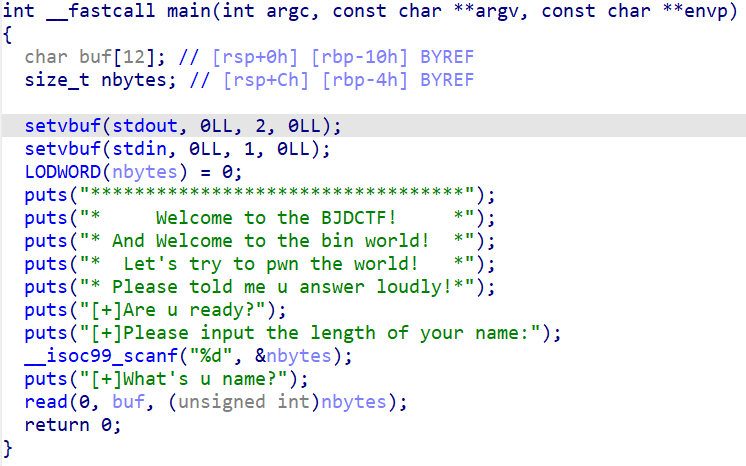 int __fastcall main(int argc, const char **argv, const char **envp)
{
  char buf[12]; // [rsp+0h] [rbp-10h] BYREF
  size_t nbytes; // [rsp+Ch] [rbp-4h] BYREF

  setvbuf(stdout, 0LL, 2, 0LL);
  setvbuf(stdin, 0LL, 1, 0LL);
  LODWORD(nbytes) = 0;
  puts("**********************************");
  puts("*     Welcome to the BJDCTF!     *");
  puts("* And Welcome to the bin world!  *");
  puts("*  Let's try to pwn the world!   *");
  puts("* Please told me u answer loudly!*");
  puts("[+]Are u ready?");
  puts("[+]Please input the length of your name:");
  __isoc99_scanf("%d", &nbytes);
  puts("[+]What's u name?");
  read(0, buf, (unsigned int)nbytes);
  return 0;
}